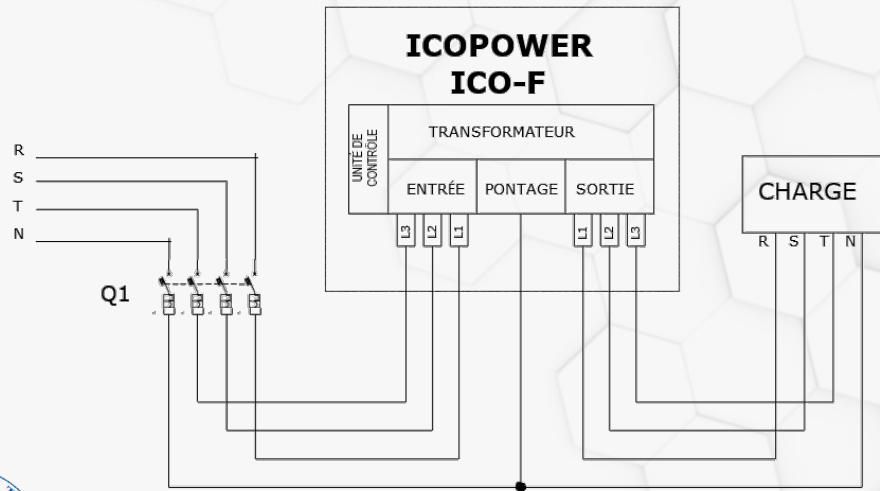 ICOPOWER
ICO-F
UNITÉ DE
CONTRÔLE
TRANSFORMATEUR
ENTRÉE
PONTAGE
SORTIE
L3
L2
L1
L1
L2
L3
R
S
T
N
Q1
CHARGE
R S T N